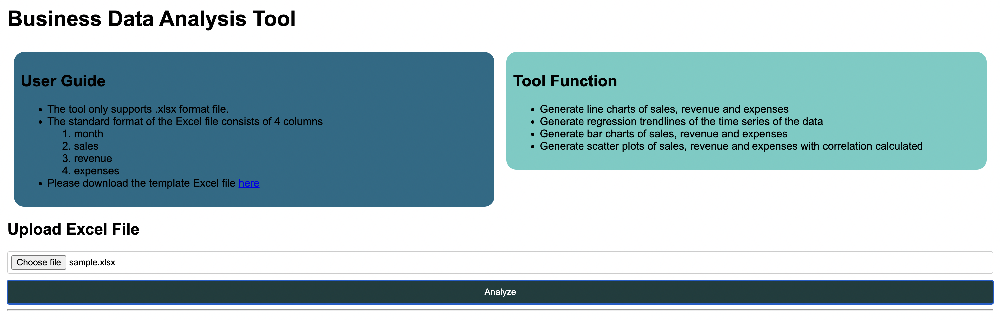 Business Data Analysis Tool
User Guide
• The tool only supports .xlsx format file.
• The standard format of the Excel file consists of 4 columns
1. month
2. sales
3. revenue
4. expenses
• Please download the template Excel file here
Tool Function
• Generate line charts of sales, revenue and expenses
• Generate regression trendlines of the time series of the data
• Generate bar charts of sales, revenue and expenses
• Generate scatter plots of sales, revenue and expenses with correlation calculated
Upload Excel File
Choose file sample.xlsx
Analyze